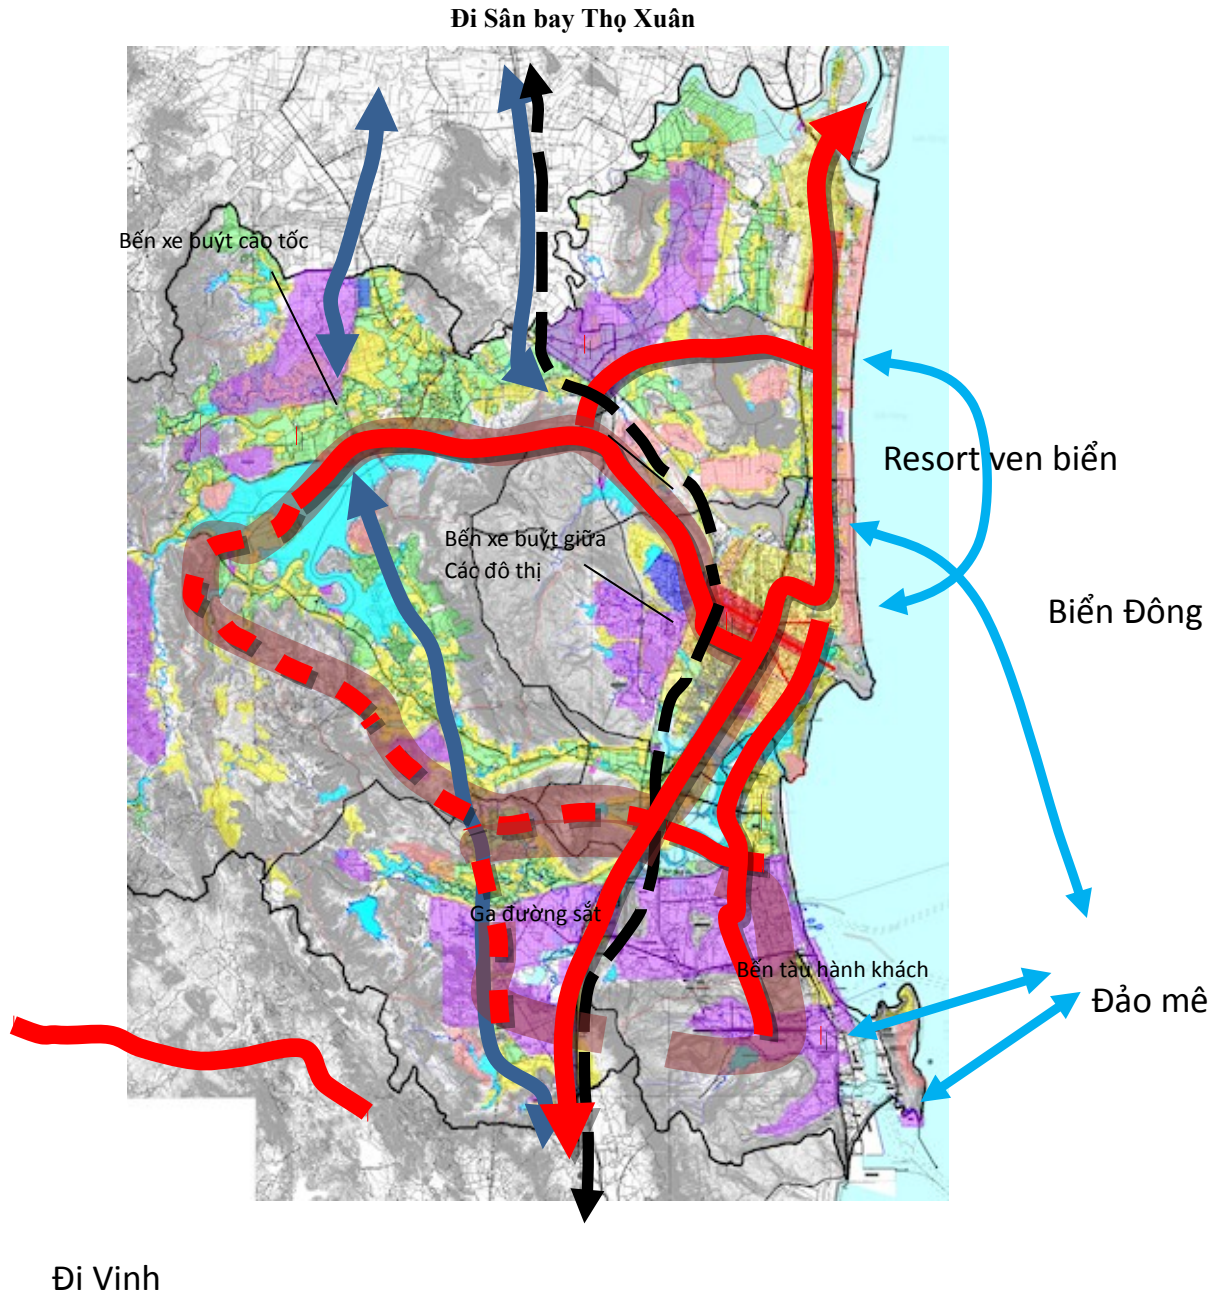 Đi Sân bay Thọ Xuân
Bến xe buýt cao tốc
Resort ven biển
Bến xe buýt giữa
Các đô thị
Biển Đông
Ga đường sắt
Bến tàu hành khách
Đảo mê
Đi Vinh